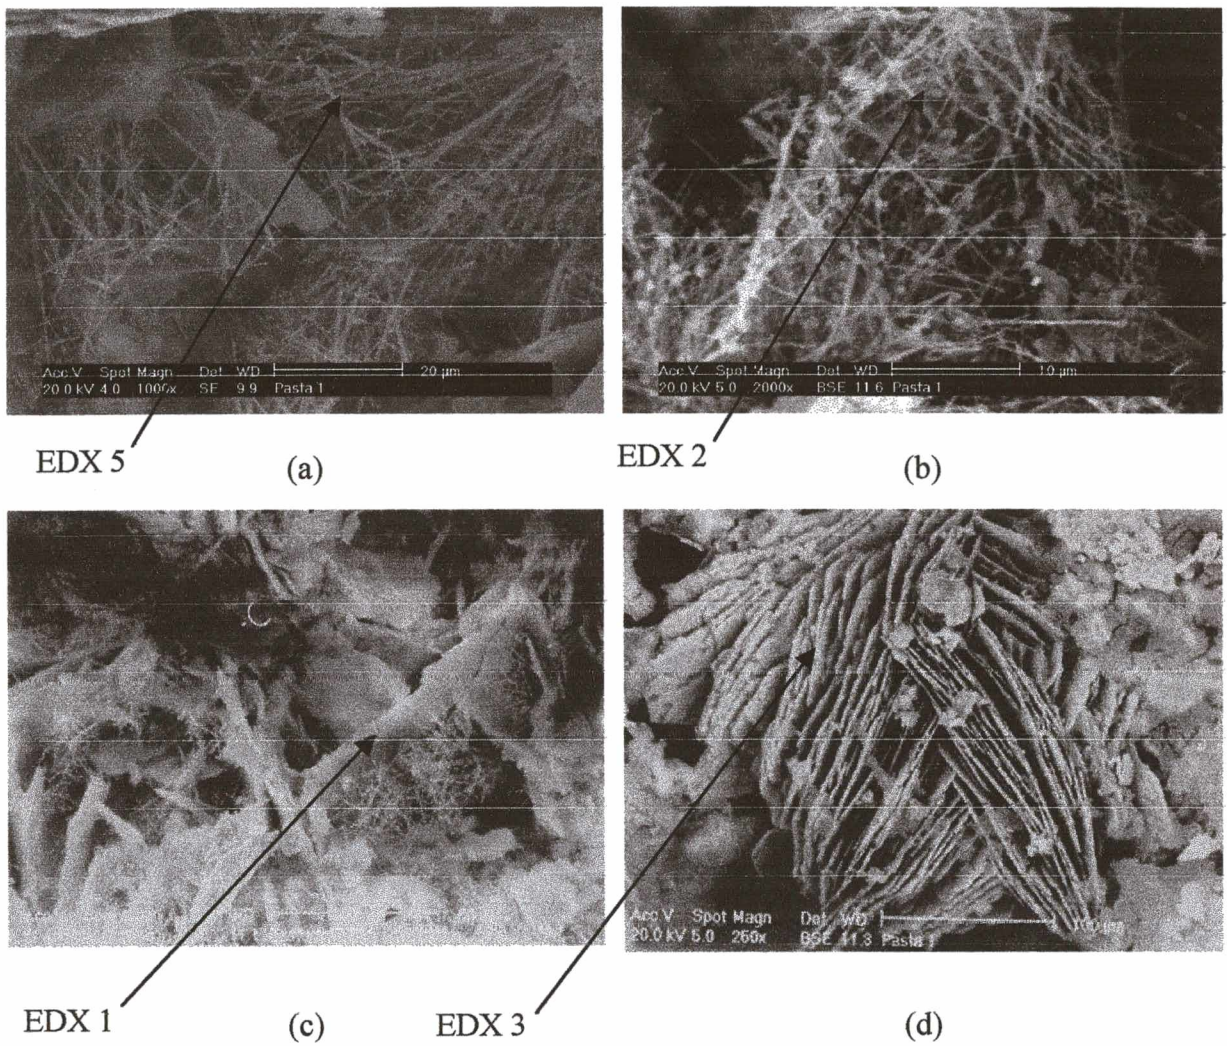 Acc.V Spot Magn Det WD 20 µm
20.0 kV 4.0 1000x SE 9.9 Pasta 1
Acc.V Spot Magn Det WD 10 µm
20.0 kV 5.0 2000x BSE 11.6 Pasta 1
EDX 5
(a)
EDX 2
(b)
Acc.V Spot Magn Det WD 100 µm
20.0 kV 5.0 250x BSE 11.3 Pasta 1
EDX 1
(c)
EDX 3
(d)